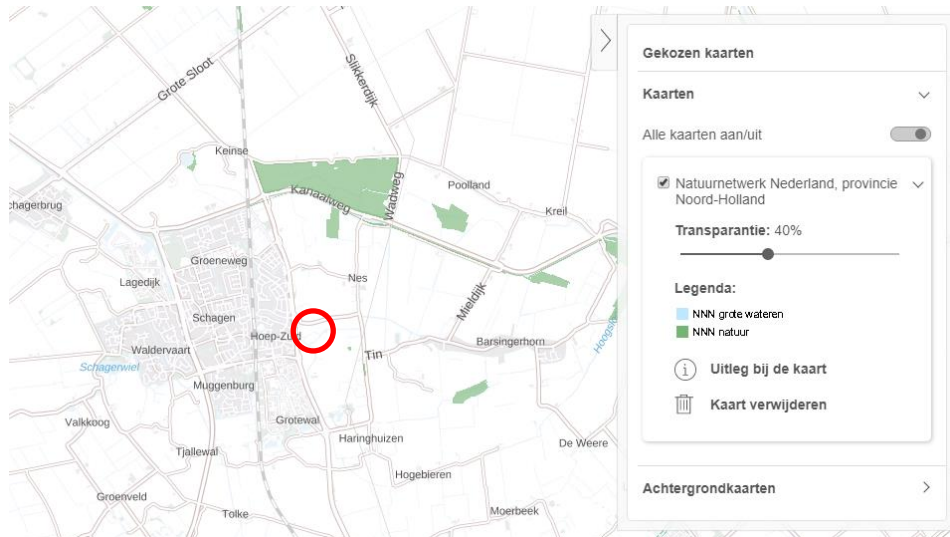 Grote Sloot
Slikkerdijk
Keinse
Kanaalweg
Wadweg
Poolland
Kreil
chagerbrug
Groeneweg
Lagedijk
Nes
Mieldijk
Schagen
Hoep-Zuid
Hoogsl
Barsingerhorn
Waldervaart
Tin
Schagerwiel
Muggenburg
Grotewal
Valkkoog
Haringhuizen
De Weere
Tjallewal
Hogebieren
Groenveld
Moerbeek
Tolke
Gekozen kaarten
Kaarten
Alle kaarten aan/uit
Natuurnetwerk Nederland, provincie
Noord-Holland
Transparantie: 40%
Legenda:
NNN grote wateren
NNN natuur
Uitleg bij de kaart
Kaart verwijderen
Achtergrondkaarten